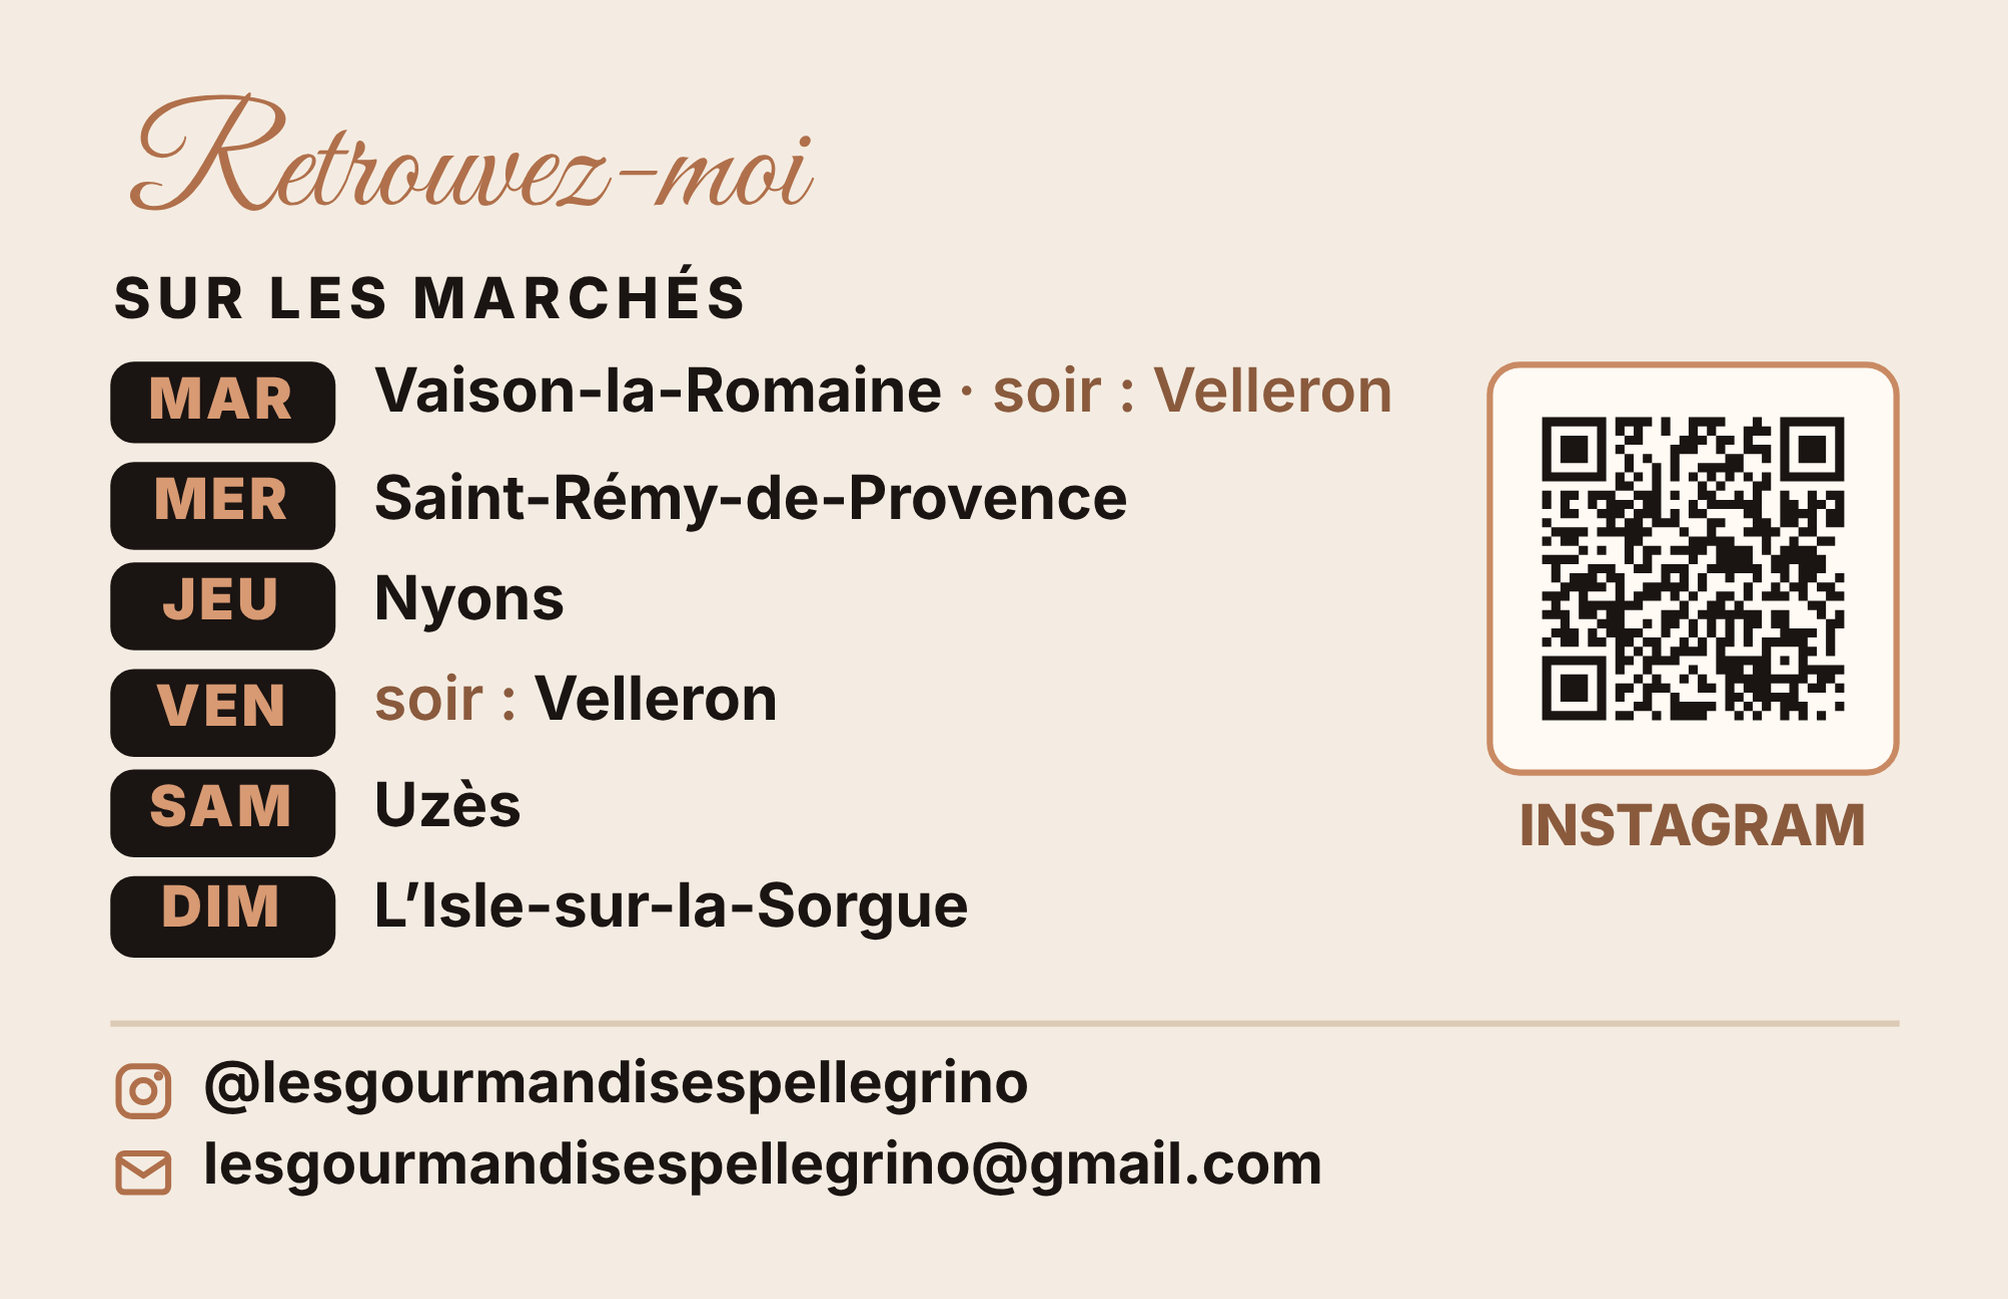 Retrouvez-moi
SUR LES MARCHÉS
MAR Vaison-la-Romaine · soir : Velleron
MER Saint-Rémy-de-Provence
JEU Nyons
VEN soir : Velleron
SAM Uzès
DIM L’Isle-sur-la-Sorgue
INSTAGRAM
@lesgourmandisespellegrino
lesgourmandisespellegrino@gmail.com